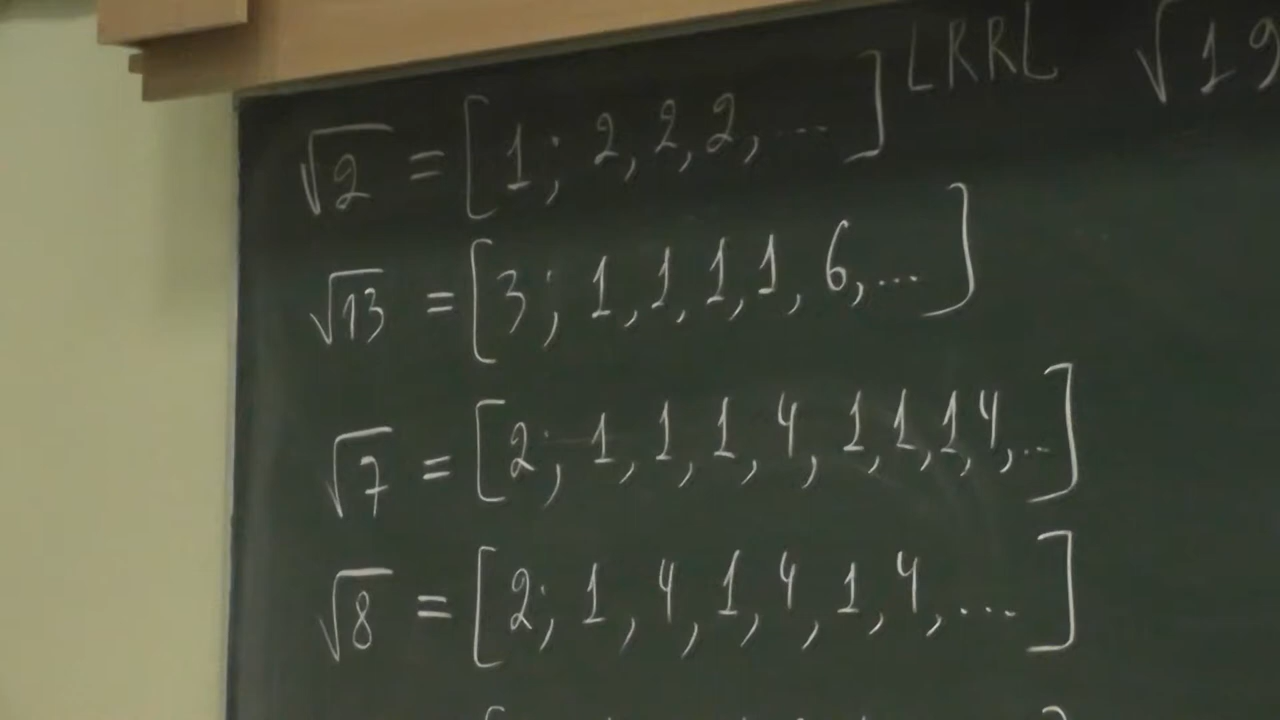 √2 = [1; 2, 2, 2, ...] LRRL √19
√13 = [3; 1, 1, 1, 1, 6, ...]
√7 = [2; 1, 1, 1, 4, 1, 1, 1, 4, ...]
√8 = [2; 1, 4, 1, 4, 1, 4, ...]